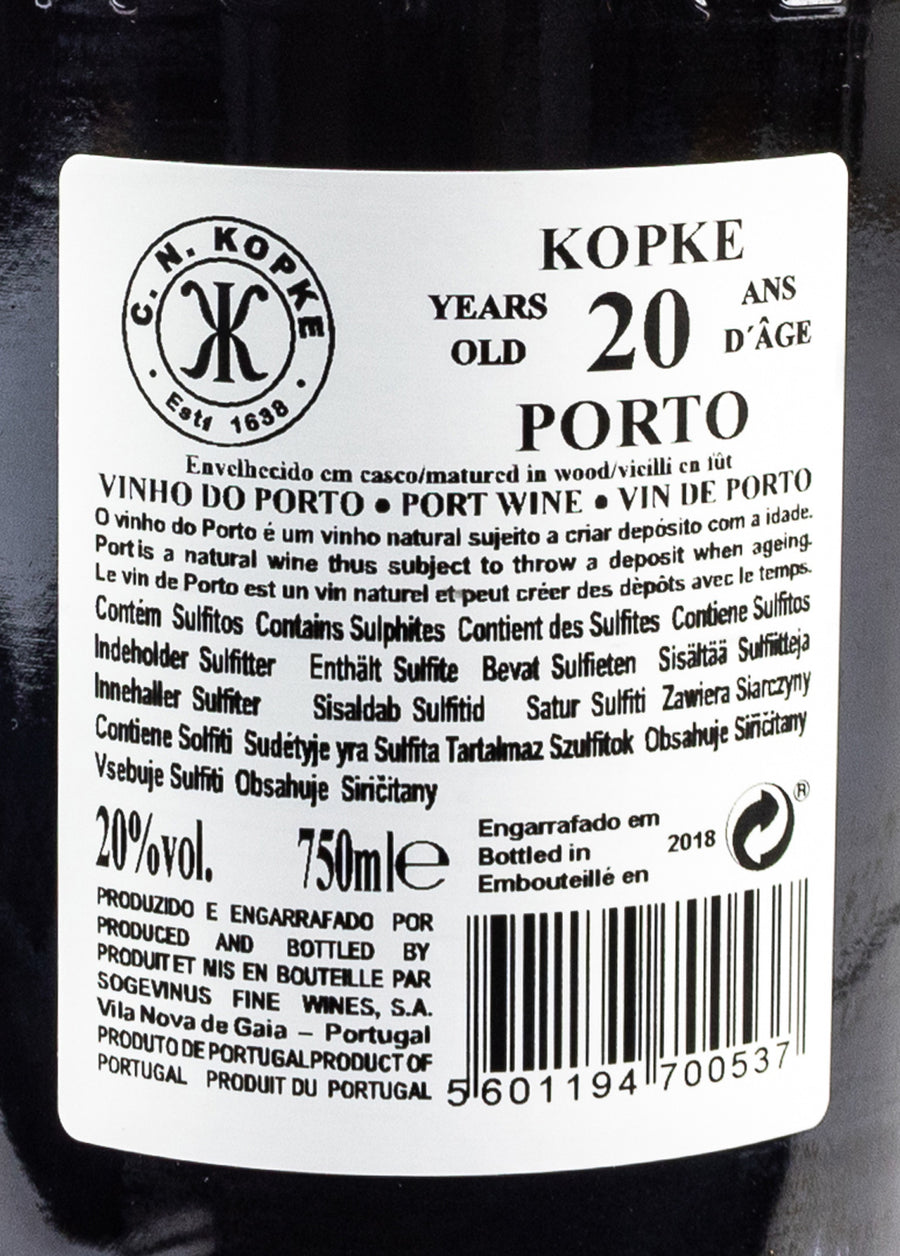 C. N. KOPKE
Estd 1638
KOPKE
YEARS OLD 20 ANS D´ÂGE
PORTO
Envelhecido em casco/matured in wood/vieilli en fût
VINHO DO PORTO • PORT WINE • VIN DE PORTO
O vinho do Porto é um vinho natural sujeito a criar depósito com a idade.
Port is a natural wine thus subject to throw a deposit when ageing.
Le vin de Porto est un vin naturel et peut créer des dèpôts avec le temps.
Contém Sulfitos Contains Sulphites Contient des Sulfites Contiene Sulfitos
Indeholder Sulfitter Enthält Sulfite Bevat Sulfieten Sisältää Sulfiitteja
Innehaller Sulfiter Sisaldab Sulfitid Satur Sulfiti Zawiera Siarczyny
Contiene Solfiti Sudėtyje yra Sulfita Tartalmaz Szulfitok Obsahuje Siřičitany
Vsebuje Sulfiti Obsahuje Siričitany
20%vol. 750ml e
Engarrafado em
Bottled in 2018
Embouteillé en
®
PRODUZIDO E ENGARRAFADO POR
PRODUCED AND BOTTLED BY
PRODUIT ET MIS EN BOUTEILLE PAR
SOGEVINUS FINE WINES, S.A.
Vila Nova de Gaia – Portugal
PRODUTO DE PORTUGAL PRODUCT OF
PORTUGAL PRODUIT DU PORTUGAL
5 601194 700537